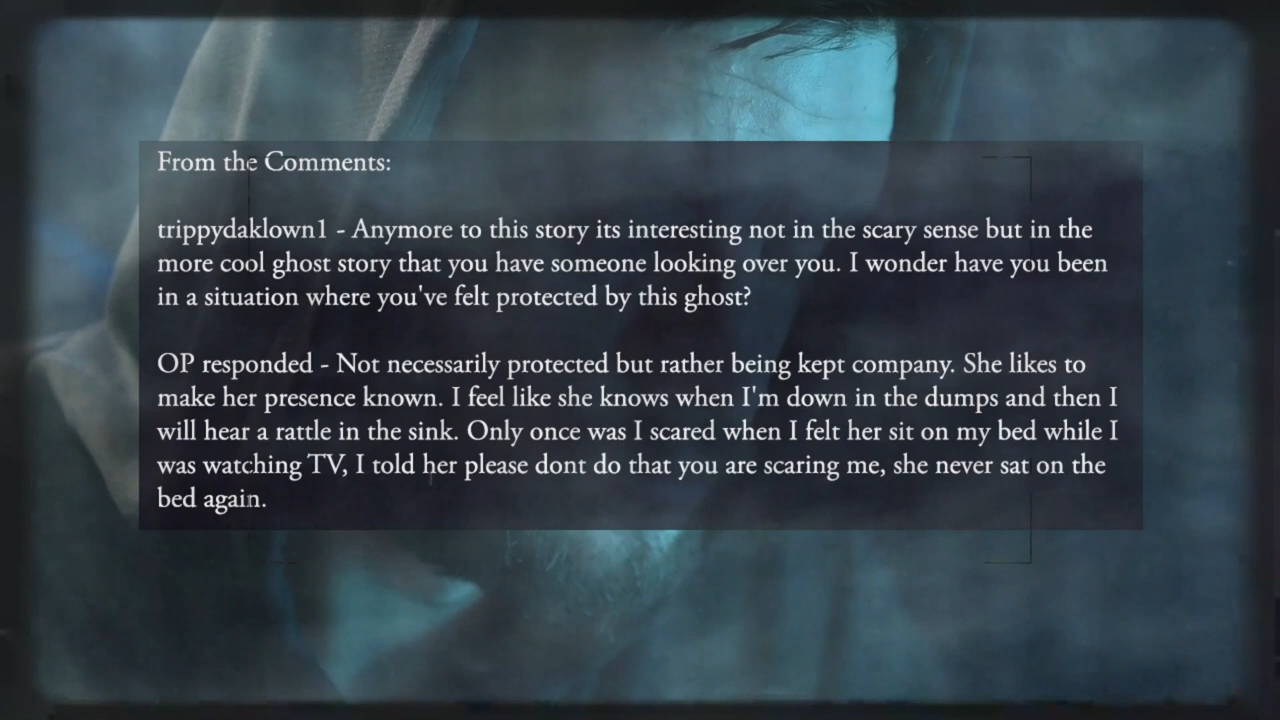 From the Comments:
trippydaklown1 - Anymore to this story its interesting not in the scary sense but in the
more cool ghost story that you have someone looking over you. I wonder have you been
in a situation where you've felt protected by this ghost?
OP responded - Not necessarily protected but rather being kept company. She likes to
make her presence known. I feel like she knows when I'm down in the dumps and then I
will hear a rattle in the sink. Only once was I scared when I felt her sit on my bed while I
was watching TV, I told her please dont do that you are scaring me, she never sat on the
bed again.